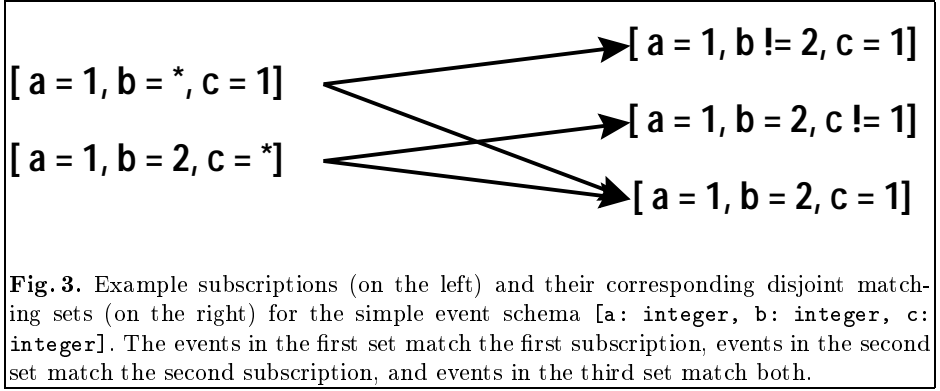 [ a = 1, b = *, c = 1]
[ a = 1, b = 2, c = *]
[ a = 1, b != 2, c = 1]
[ a = 1, b = 2, c != 1]
[ a = 1, b = 2, c = 1]
Fig. 3. Example subscriptions (on the left) and their corresponding disjoint match-
ing sets (on the right) for the simple event schema [a: integer, b: integer, c:
integer]. The events in the first set match the first subscription, events in the second
set match the second subscription, and events in the third set match both.